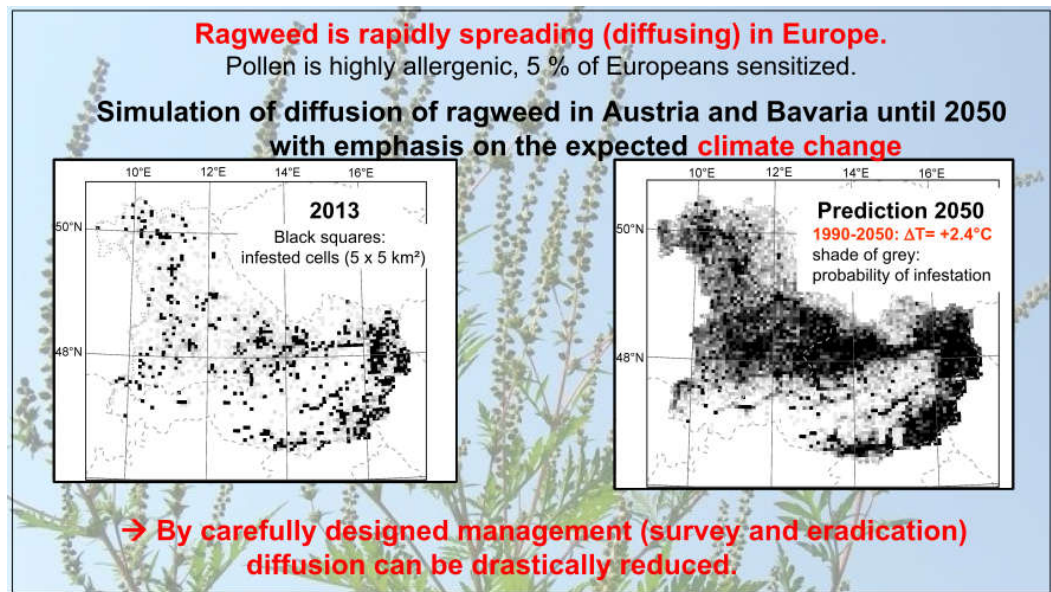 Ragweed is rapidly spreading (diffusing) in Europe.
Pollen is highly allergenic, 5 % of Europeans sensitized.
Simulation of diffusion of ragweed in Austria and Bavaria until 2050
with emphasis on the expected climate change
10°E 12°E 14°E 16°E
50°N
48°N
2013
Black squares:
infested cells (5 x 5 km²)
10°E 12°E 14°E 16°E
50°N
48°N
Prediction 2050
1990-2050: ΔT= +2.4°C
shade of grey:
probability of infestation
→ By carefully designed management (survey and eradication)
diffusion can be drastically reduced.